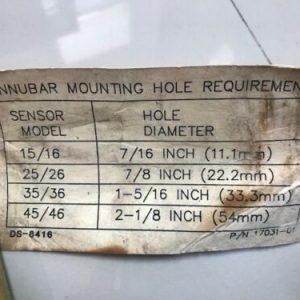 NNUBAR MOUNTING HOLE REQUIREMEN
SENSOR MODEL HOLE DIAMETER
15/16 7/16 INCH (11.1mm)
25/26 7/8 INCH (22.2mm)
35/36 1-5/16 INCH (33.3mm)
45/46 2-1/8 INCH (54mm)
DS-8416 P/N 17031-01